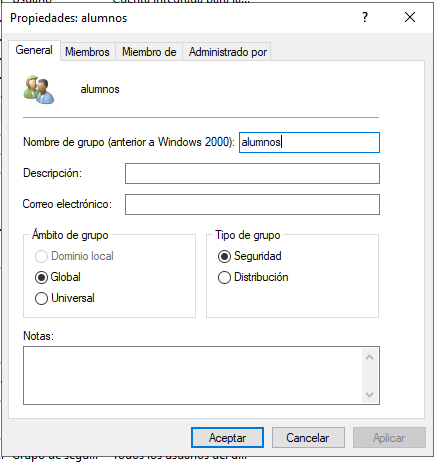 Propiedades: alumnos
General Miembros Miembro de Administrado por
alumnos
Nombre de grupo (anterior a Windows 2000): alumnos
Descripción:
Correo electrónico:
Ámbito de grupo Tipo de grupo
Dominio local Seguridad
Global Distribución
Universal
Notas:
Aceptar Cancelar Aplicar